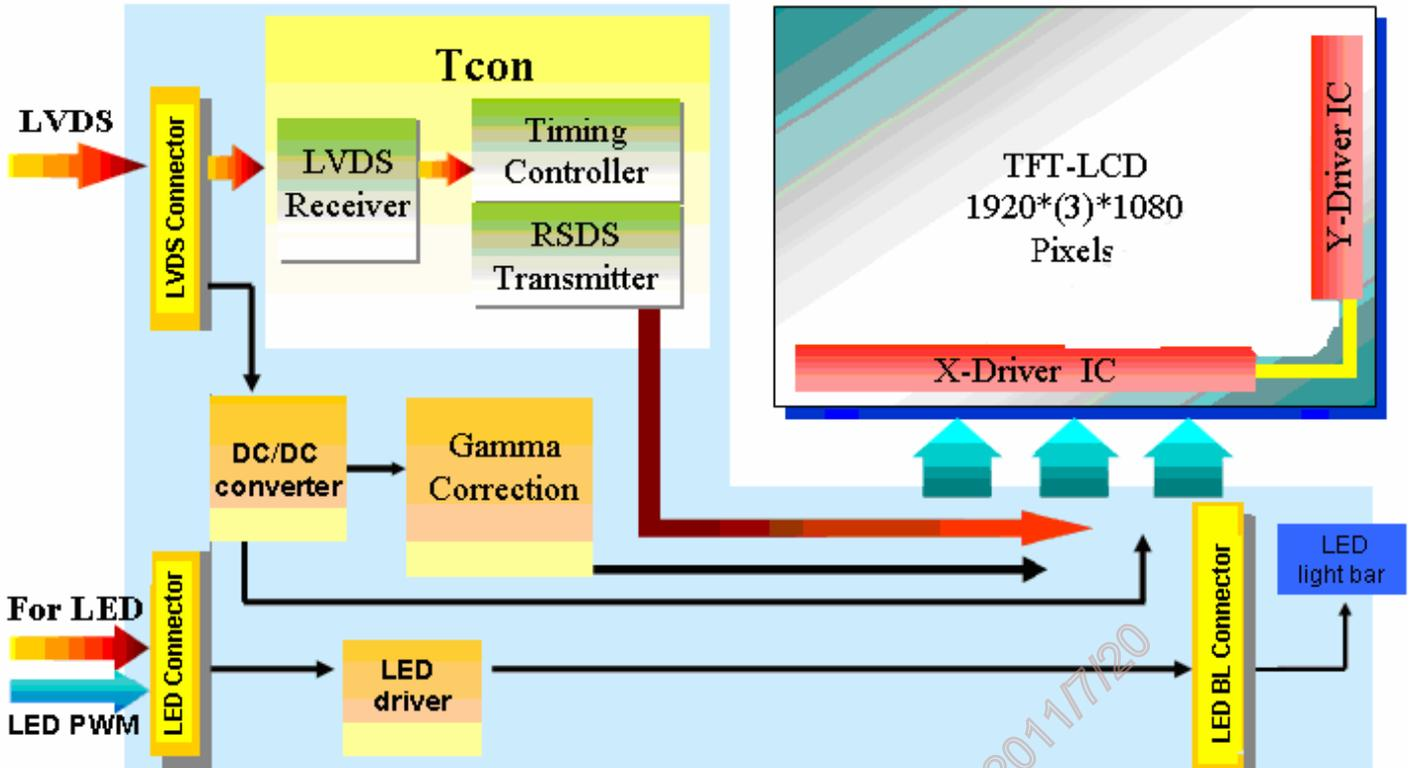 Tcon
LVDS
LVDS Connector
LVDS
Receiver
Timing
Controller
RSDS
Transmitter
TFT-LCD
1920*(3)*1080
Pixels
Y-Driver IC
X-Driver IC
DC/DC
converter
Gamma
Correction
For LED
LED PWM
LED Connector
LED
driver
LED BL Connector
LED
light bar
2011/7/20